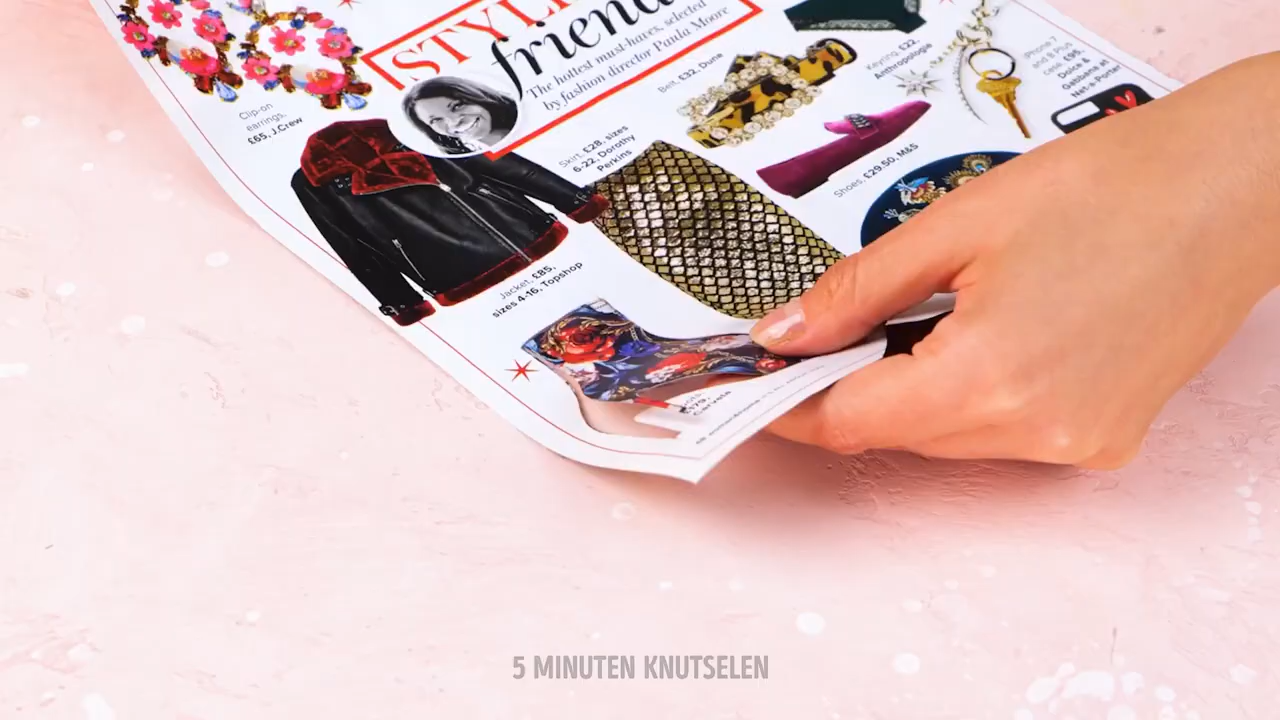 STYL
friend
The hottest must-haves, selected
by fashion director Panda Moore
Clip-on
earrings,
£65, J.Crew
Belt, £32, Dune
Keyring, £22,
Anthropologie
iPhone 7
and 8 Plus
case, £95,
Dolce &
Gabbana at
Net-a-Porter
Skirt, £28, sizes
6-22, Dorothy
Perkins
Shoes, £29.50, M&S
Jacket, £85,
sizes 4-16, Topshop
5 MINUTEN KNUTSELEN